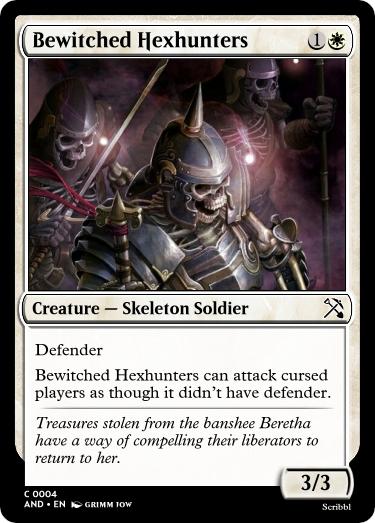 Bewitched Hexhunters 1
Creature — Skeleton Soldier
Defender
Bewitched Hexhunters can attack cursed
players as though it didn't have defender.
Treasures stolen from the banshee Beretha
have a way of compelling their liberators to
return to her.
3/3
C 0004
AND • EN GRIMM IOW
Scribbl